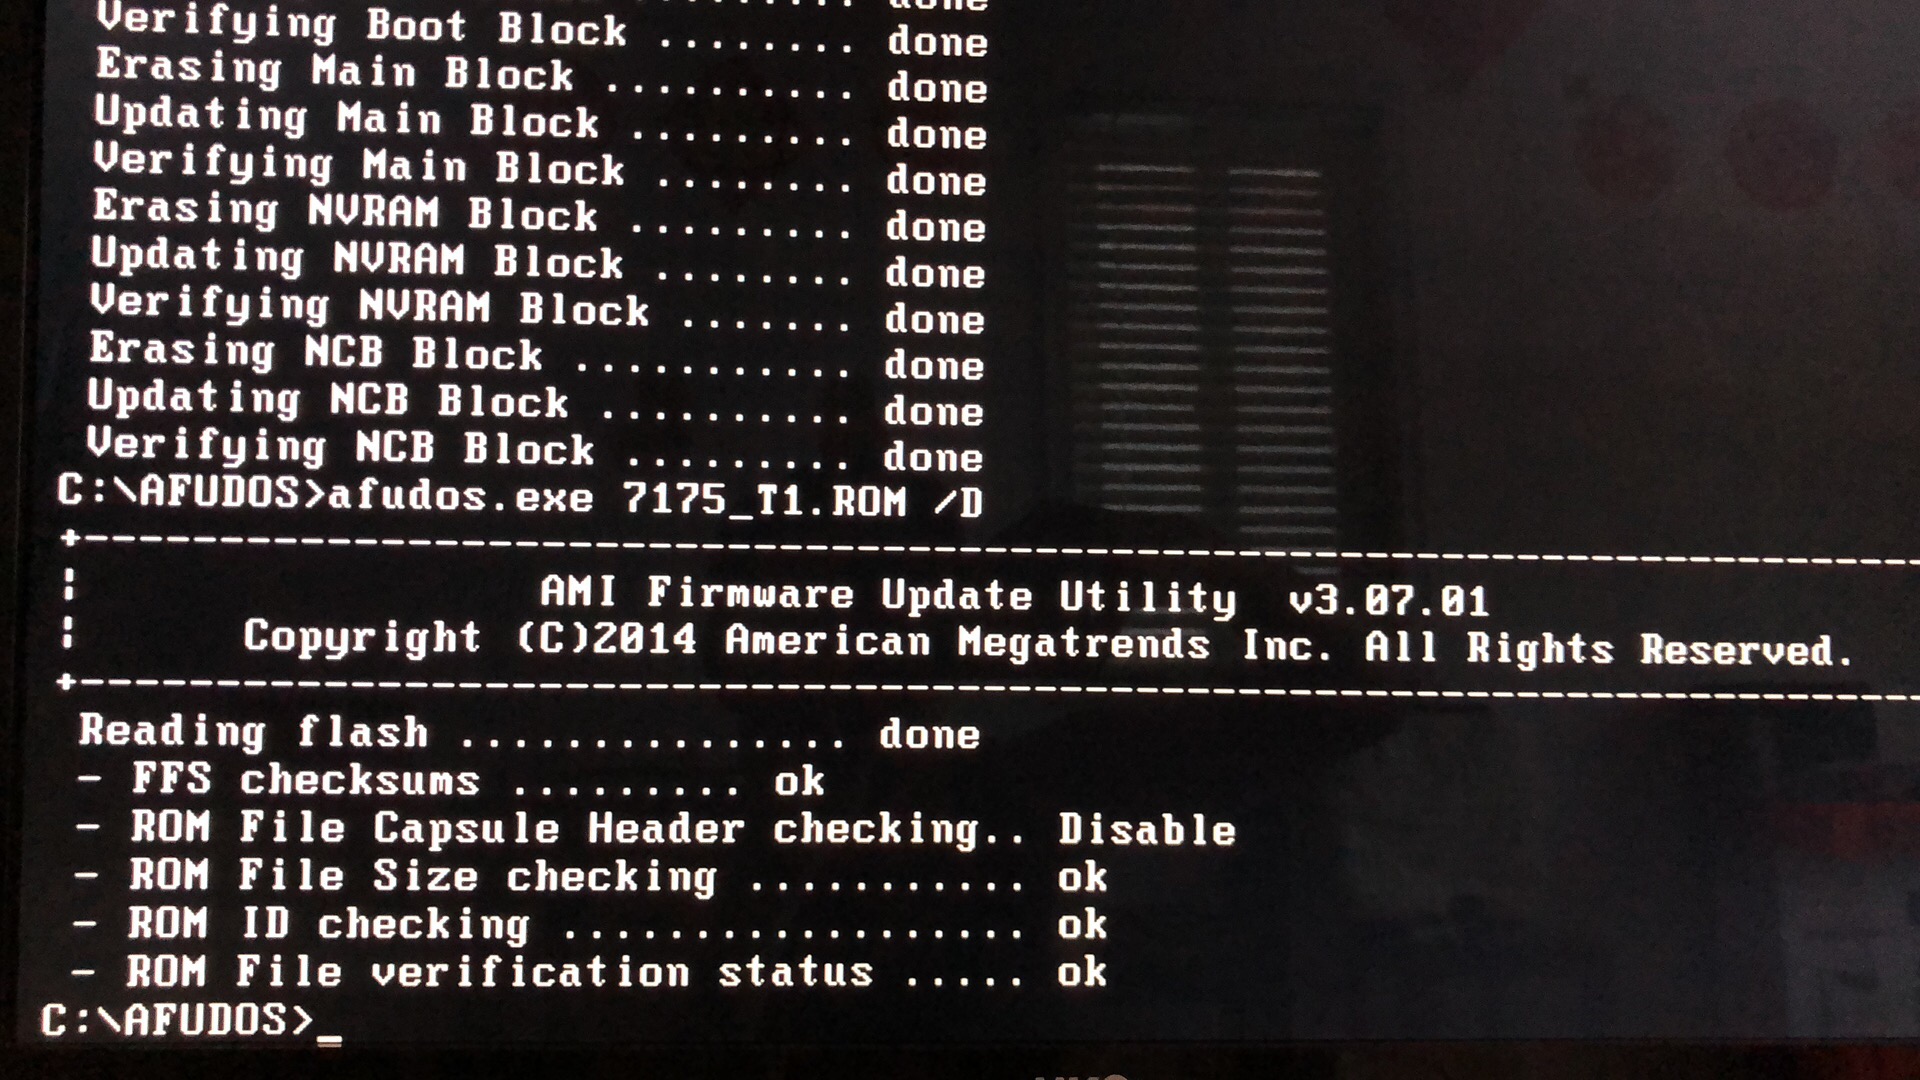 Verifying Boot Block ........ done
Erasing Main Block .......... done
Updating Main Block ......... done
Verifying Main Block ........ done
Erasing NVRAM Block ......... done
Updating NVRAM Block ........ done
Verifying NVRAM Block ....... done
Erasing NCB Block ........... done
Updating NCB Block .......... done
Verifying NCB Block ......... done
C:\AFUDOS>afudos.exe 7175_T1.ROM /D
AMI Firmware Update Utility v3.07.01
Copyright (C)2014 American Megatrends Inc. All Rights Reserved.
Reading flash ............... done
- FFS checksums ......... ok
- ROM File Capsule Header checking.. Disable
- ROM File Size checking ........... ok
- ROM ID checking .................. ok
- ROM File verification status ..... ok
C:\AFUDOS>_